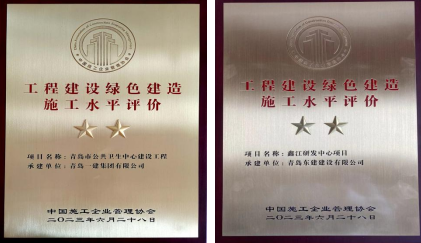 工程建设绿色建造
施工水平评价
项目名称：青岛市公共卫生中心建设工程
承建单位：青岛一建集团有限公司
中国施工企业管理协会
二〇二三年六月二十八日
工程建设绿色建造
施工水平评价
项目名称：曲江研发中心项目
承建单位：青岛东建建设有限公司
中国施工企业管理协会
二〇二三年六月二十八日